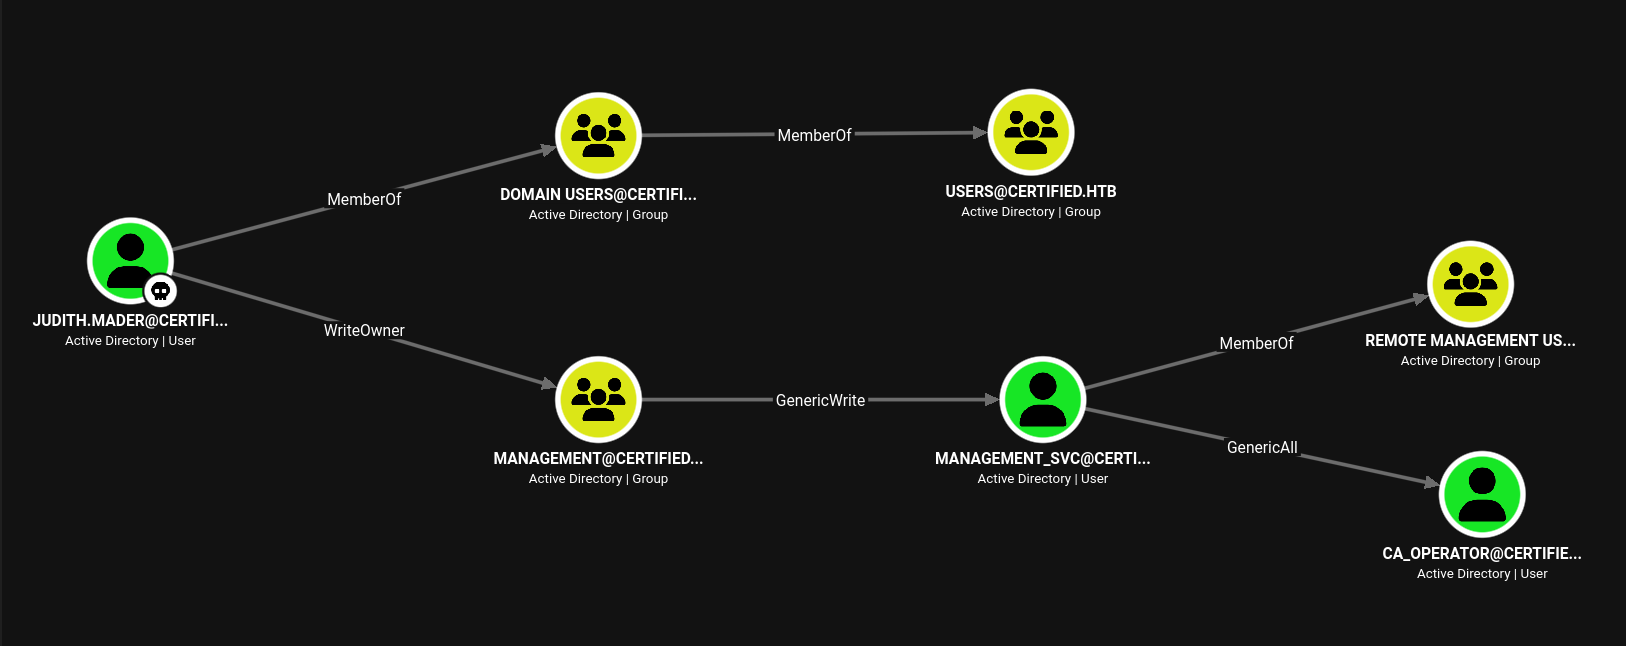 MemberOf
DOMAIN USERS@CERTIFI...
Active Directory | Group
USERS@CERTIFIED.HTB
Active Directory | Group
MemberOf
JUDITH.MADER@CERTIFI...
Active Directory | User
WriteOwner
MemberOf
REMOTE MANAGEMENT US...
Active Directory | Group
GenericWrite
MANAGEMENT@CERTIFIED...
Active Directory | Group
MANAGEMENT_SVC@CERTI...
Active Directory | User
GenericAll
CA_OPERATOR@CERTIFIE...
Active Directory | User